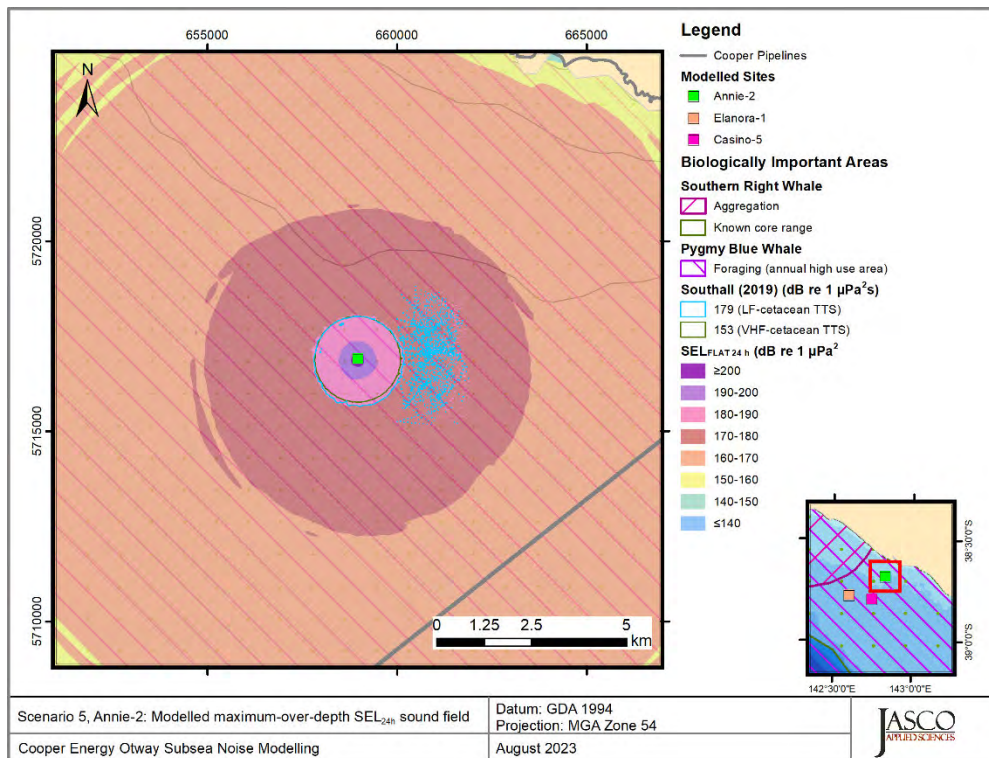 655000 660000 665000
5720000
5715000
5710000
N
0 1.25 2.5 5
km
Legend
Cooper Pipelines
Modelled Sites
Annie-2
Elanora-1
Casino-5
Biologically Important Areas
Southern Right Whale
Aggregation
Known core range
Pygmy Blue Whale
Foraging (annual high use area)
Southall (2019) (dB re 1 µPa²s)
179 (LF-cetacean TTS)
153 (VHF-cetacean TTS)
SEL FLAT 24 h (dB re 1 µPa²
≥200
190-200
180-190
170-180
160-170
150-160
140-150
≤140
38°30'S
39°0'0"S
142°30'0"E 143°0'0"E
Scenario 5, Annie-2: Modelled maximum-over-depth SEL24h sound field
Datum: GDA 1994
Projection: MGA Zone 54
Cooper Energy Otway Subsea Noise Modelling
August 2023
JASCO
APPLIED SCIENCES